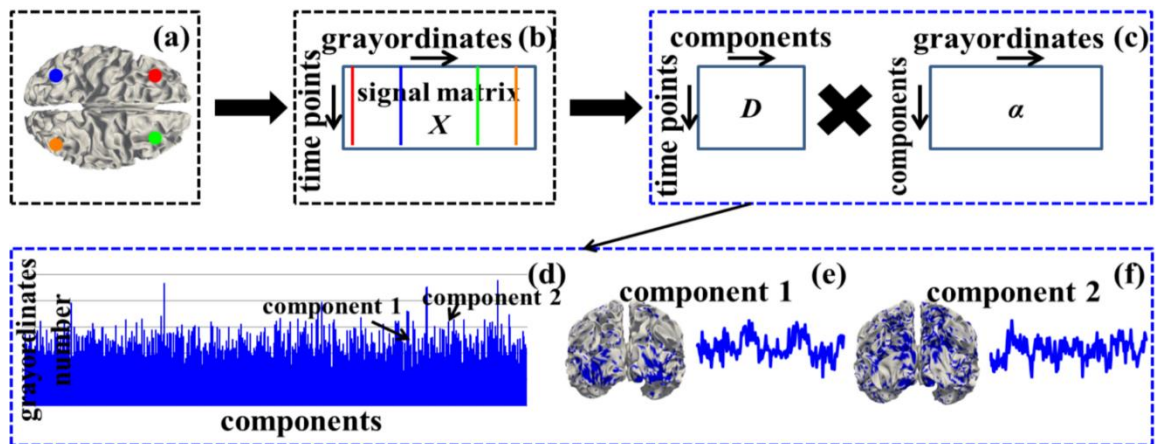 (a)
grayordinates (b)
time points
signal matrix
X
components
time points
D
grayordinates (c)
components
α
(d)
grayordinates
number
component 1
component 2
components
(e)
component 1
(f)
component 2